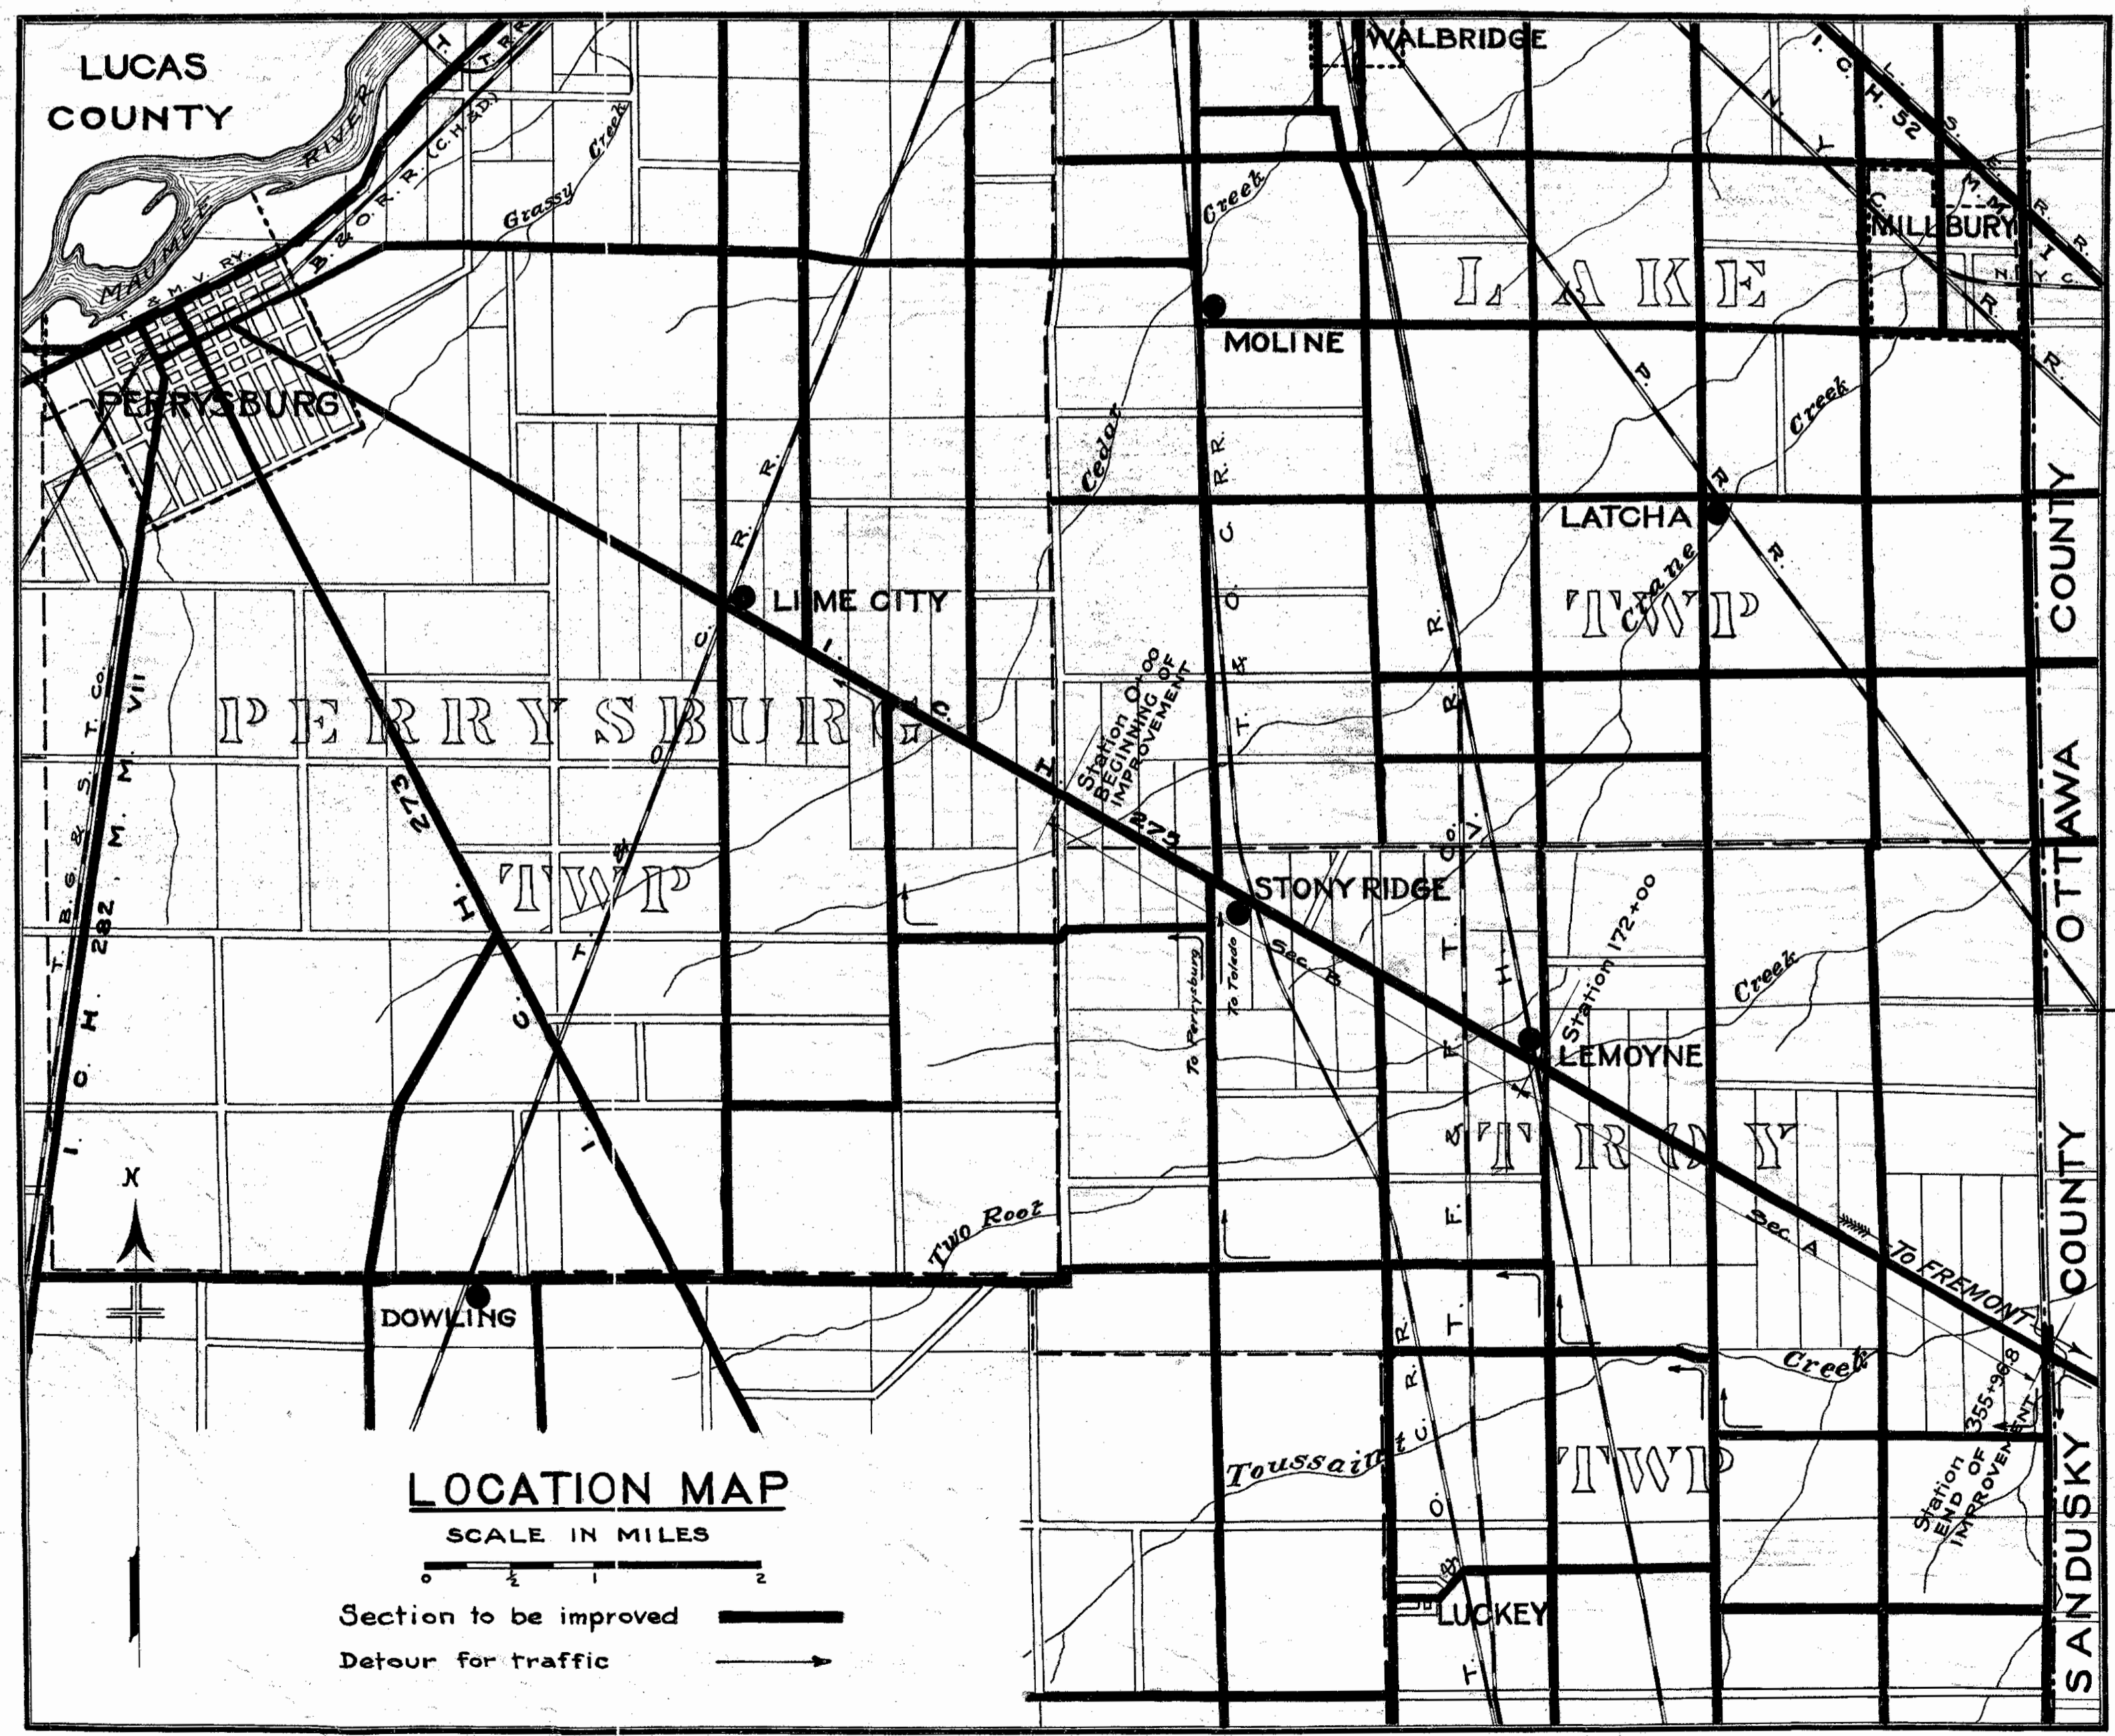 LUCAS
COUNTY
MAUMEE RIVER
T. & M. V. RY.
T. T. R.R.
B. & O. R. R. (C. H. & D.)
Grassy Creek
WALBRIDGE
I. C. H. 52
L. S. E. R. R.
N. Y. C. R. R.
MILLBURY
N. Y. C.
Cedar Creek
MOLINE
LAKE
TWP
PERRYSBURG
P. R. R.
LATCHA
Crane Creek
COUNTY
OTTAWA
LIME CITY
I. C. H. 275
T. & O. C. R. R.
T. & O. C. R. R.
H. V. R. R.
Station 0+00
BEGINNING OF
IMPROVEMENT
PERRYSBURG
TWP
T. B. G. & S. T. Co.
I. C. H. 282. M. M. VII
I. C. H. 273
STONY RIDGE
Sec. B
To Perrysburg
To Toledo
Station 172+00
LEMOYNE
Creek
F. T. & F. T. Co.
TROY
TWP
Sec. A
To FREMONT
Two Root
Creek
N
DOWLING
Toussaint
T. & O. C. R. R.
Station 355+96.8
END OF
IMPROVEMENT
COUNTY
SANDUSKY
LUCKEY
LOCATION MAP
SCALE IN MILES
0 ½ 1 2
Section to be improved
Detour for traffic